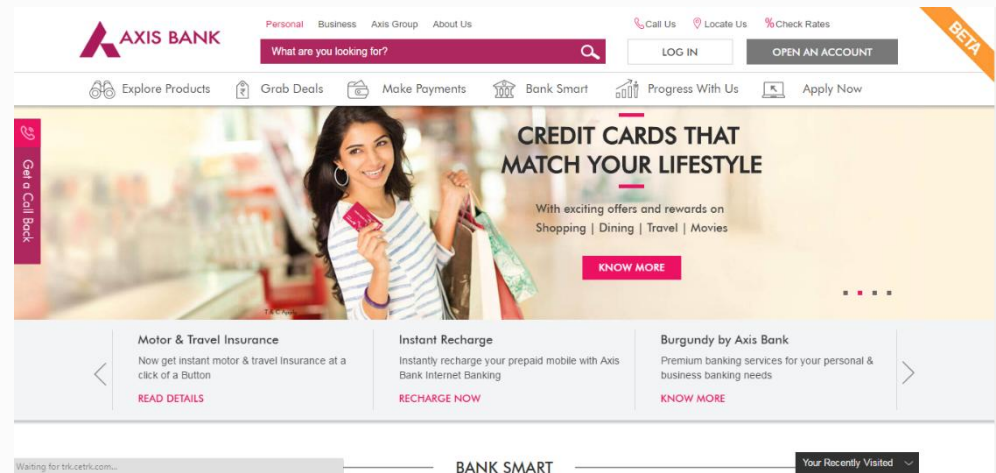 Personal Business Axis Group About Us Call Us Locate Us %Check Rates
BETA
AXIS BANK
What are you looking for? LOG IN OPEN AN ACCOUNT
Explore Products Grab Deals Make Payments Bank Smart Progress With Us Apply Now
Get a Call Back
CREDIT CARDS THAT
MATCH YOUR LIFESTYLE
With exciting offers and rewards on
Shopping | Dining | Travel | Movies
KNOW MORE
T & C Apply
Motor & Travel Insurance
Now get instant motor & travel Insurance at a
click of a Button
READ DETAILS
Instant Recharge
Instantly recharge your prepaid mobile with Axis
Bank Internet Banking
RECHARGE NOW
Burgundy by Axis Bank
Premium banking services for your personal &
business banking needs
KNOW MORE
Waiting for trk.cetrk.com...
BANK SMART
Your Recently Visited